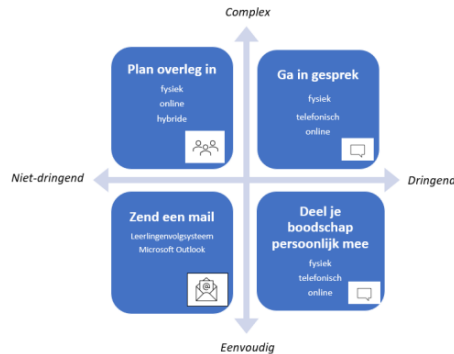 Complex
Plan overleg in
fysiek
online
hybride
Ga in gesprek
fysiek
telefonisch
online
Niet-dringend
Dringend
Zend een mail
Leerlingenvolgsysteem
Microsoft Outlook
Deel je
boodschap
persoonlijk mee
fysiek
telefonisch
online
Eenvoudig